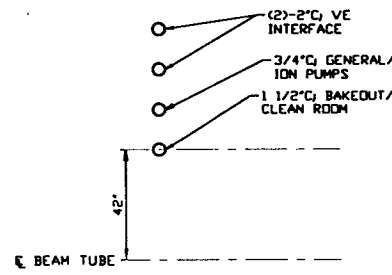 (2)-2"C; VE
INTERFACE
3/4"C; GENERAL/
ION PUMPS
1 1/2"C; BAKEOUT/
CLEAN ROOM
42"
℄ BEAM TUBE